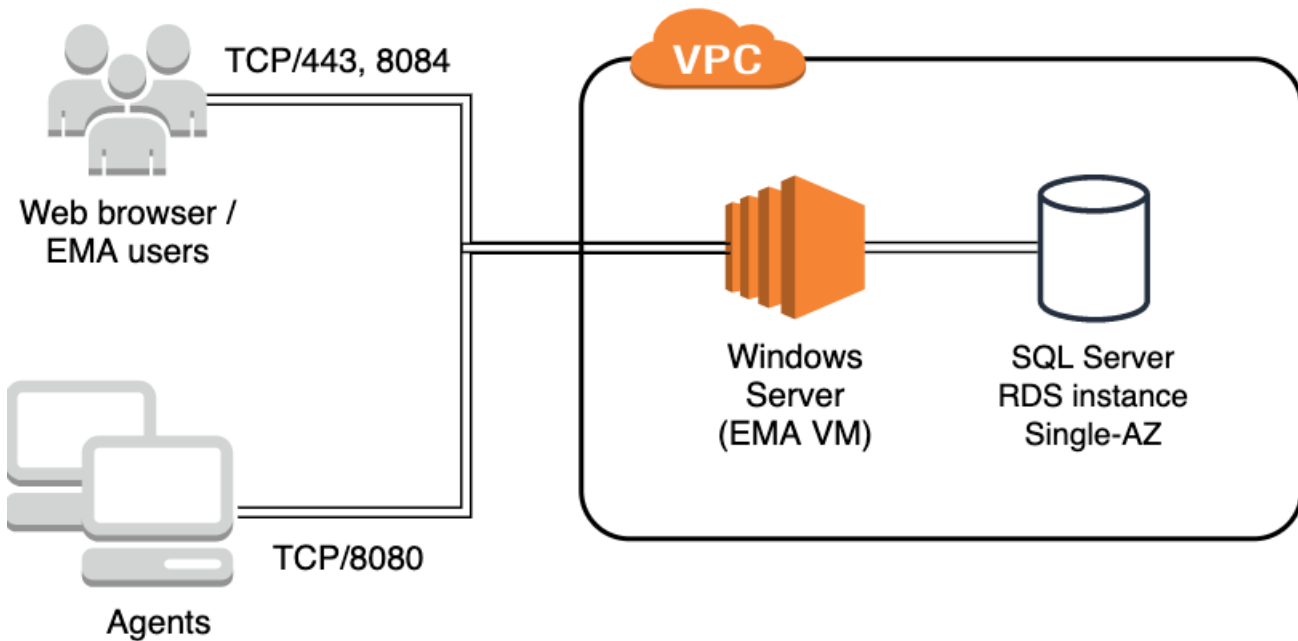 TCP/443, 8084
VPC
Web browser /
EMA users
Windows
Server
(EMA VM)
SQL Server
RDS instance
Single-AZ
TCP/8080
Agents